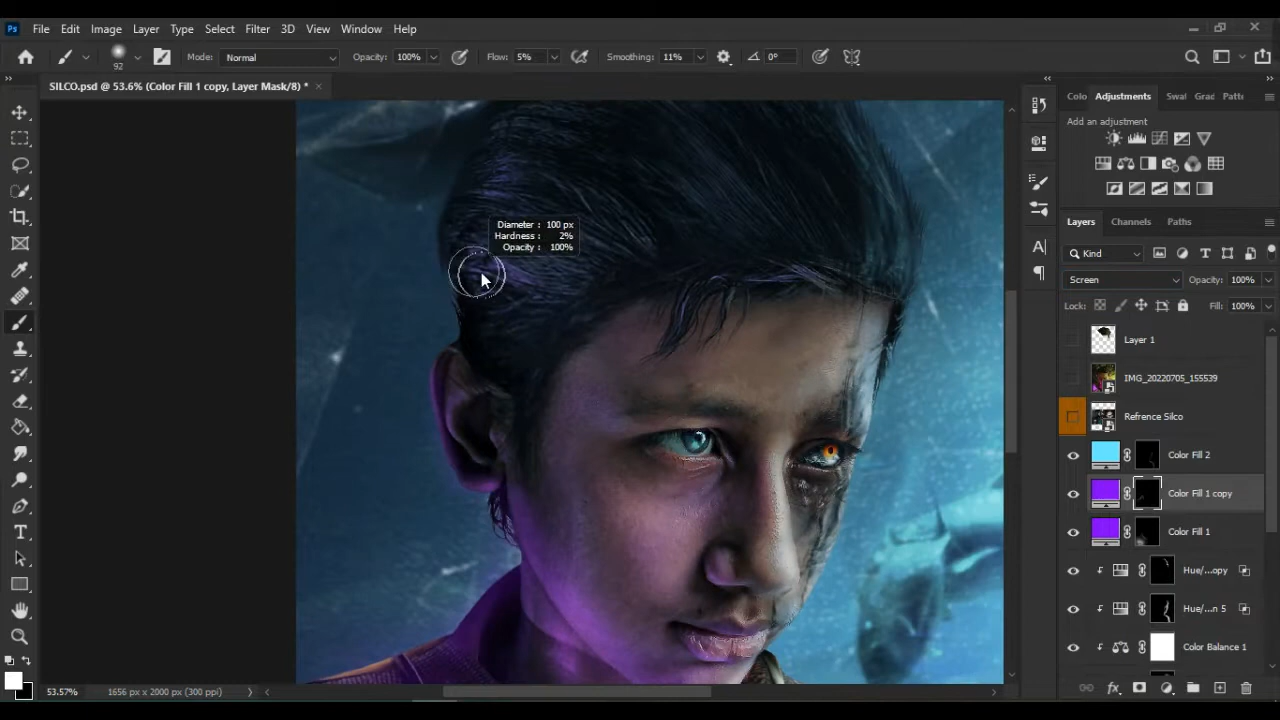 Ps File Edit Image Layer Type Select Filter 3D View Window Help
92 Mode: Normal Opacity: 100% Flow: 5% Smoothing: 11% 0°
SILCO.psd @ 53.6% (Color Fill 1 copy, Layer Mask/8) *
Colo Adjustments Swat Grad Patte
Add an adjustment
Layers Channels Paths
Kind
Screen Opacity: 100%
Lock: Fill: 100%
Layer 1
IMG_20220705_155539
Refrence Silco
Color Fill 2
Color Fill 1 copy
Color Fill 1
Hue/...opy
Hue/...n 5
Color Balance 1
Diameter : 100 px
Hardness : 2%
Opacity : 100%
53.57% 1656 px x 2000 px (300 ppi)